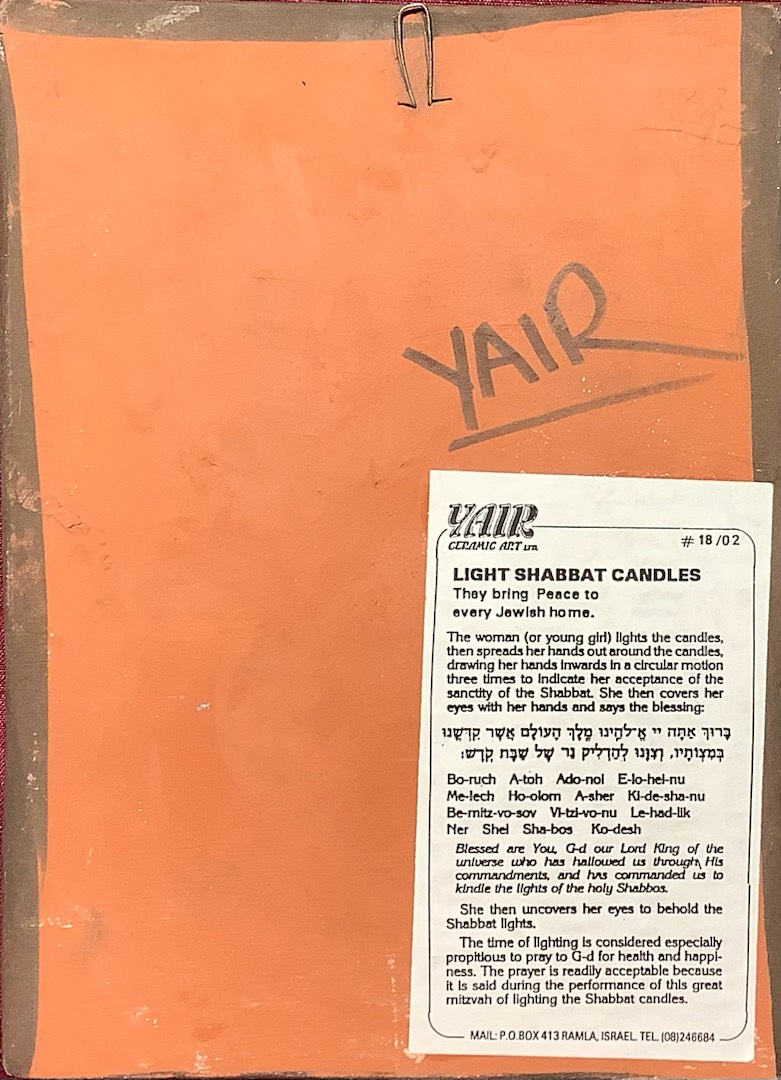 YAIR
YAIR
CERAMIC ART LTD.
# 18/02
LIGHT SHABBAT CANDLES
They bring Peace to
every Jewish home.
The woman (or young girl) lights the candles,
then spreads her hands out around the candles,
drawing her hands inwards in a circular motion
three times to indicate her acceptance of the
sanctity of the Shabbat. She then covers her
eyes with her hands and says the blessing:
בָּרוּךְ אַתָּה יי אֱ־לֹהֵינוּ מֶלֶךְ הָעוֹלָם אֲשֶׁר קִדְּשָׁנוּ
בְּמִצְוֹתָיו, וְצִוָּנוּ לְהַדְלִיק נֵר שֶׁל שַׁבָּת קֹדֶשׁ:
Bo-ruch A-toh Ado-noi E-lo-hei-nu
Me-lech Ho-olom A-sher Ki-de-sha-nu
Be-mitz-vo-sov Vi-tzi-vo-nu Le-had-lik
Ner Shel Sha-bos Ko-desh
Blessed are You, G-d our Lord King of the
universe who has hallowed us through His
commandments, and has commanded us to
kindle the lights of the holy Shabbos.
She then uncovers her eyes to behold the
Shabbat lights.
The time of lighting is considered especially
propitious to pray to G-d for health and happi-
ness. The prayer is readily acceptable because
it is said during the performance of this great
mitzvah of lighting the Shabbat candles.
MAIL: P.O.BOX 413 RAMLA, ISRAEL. TEL. (08)246684